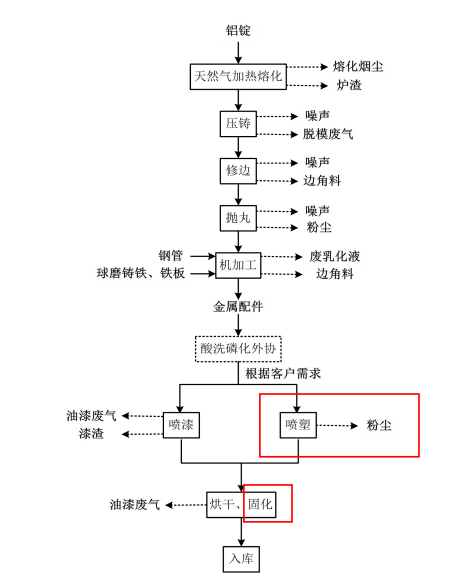 铝锭
天然气加热熔化
熔化烟尘
炉渣
压铸
噪声
脱模废气
修边
噪声
边角料
抛丸
噪声
粉尘
钢管
球磨铸铁、铁板
机加工
废乳化液
边角料
金属配件
酸洗磷化外协
根据客户需求
油漆废气
漆渣
喷漆
喷塑
粉尘
油漆废气
烘干、固化
入库